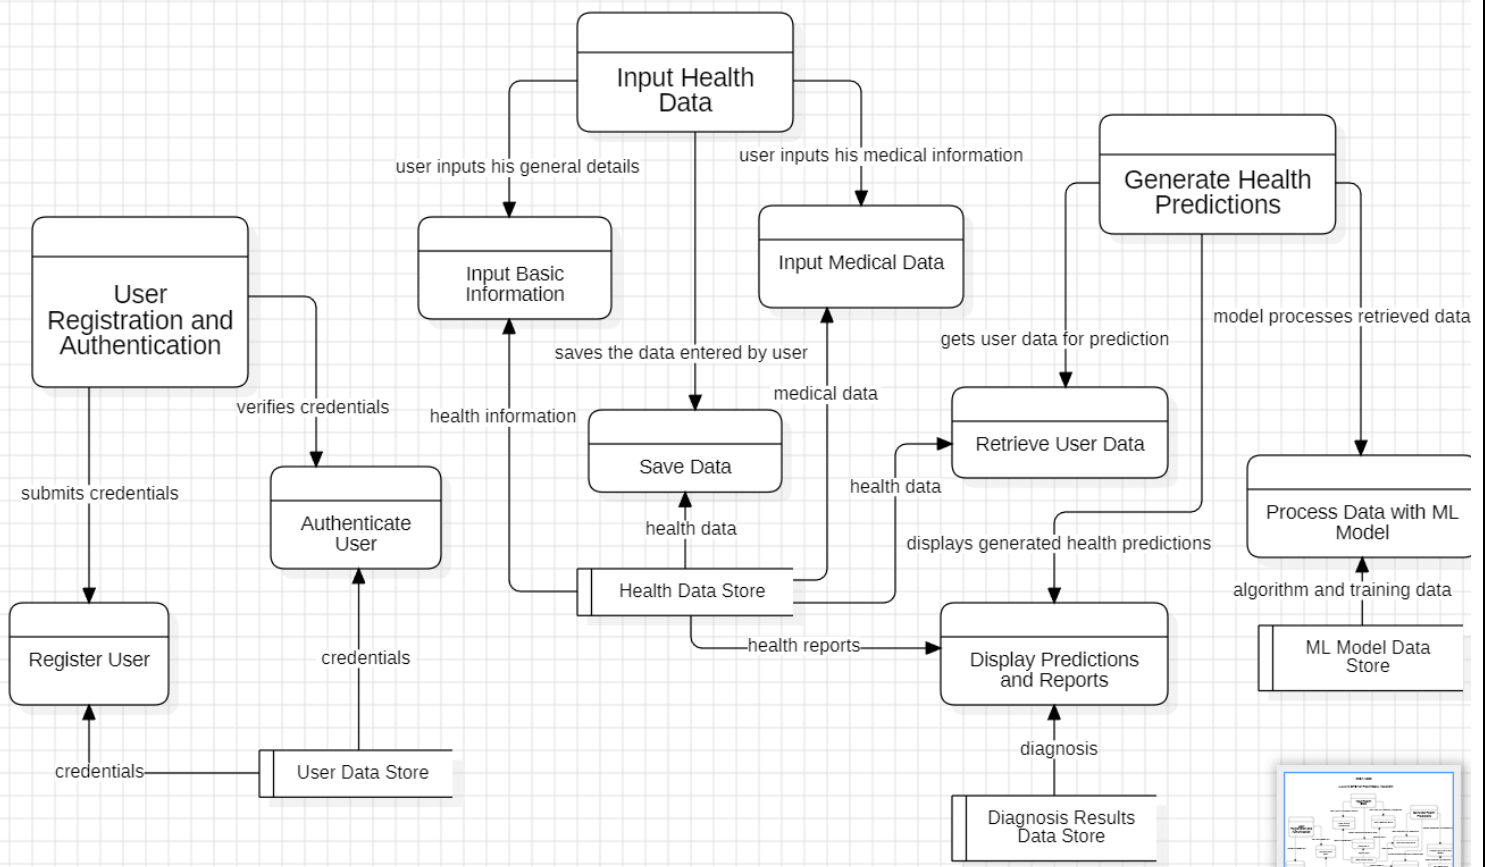 Input Health
Data
user inputs his general details
user inputs his medical information
Generate Health
Predictions
User
Registration and
Authentication
Input Basic
Information
Input Medical Data
model processes retrieved data
gets user data for prediction
saves the data entered by user
medical data
verifies credentials
health information
Retrieve User Data
Save Data
health data
submits credentials
Process Data with ML
Model
Authenticate
User
health data
displays generated health predictions
Health Data Store
algorithm and training data
health reports
Register User
credentials
Display Predictions
and Reports
ML Model Data
Store
diagnosis
credentials
User Data Store
Diagnosis Results
Data Store